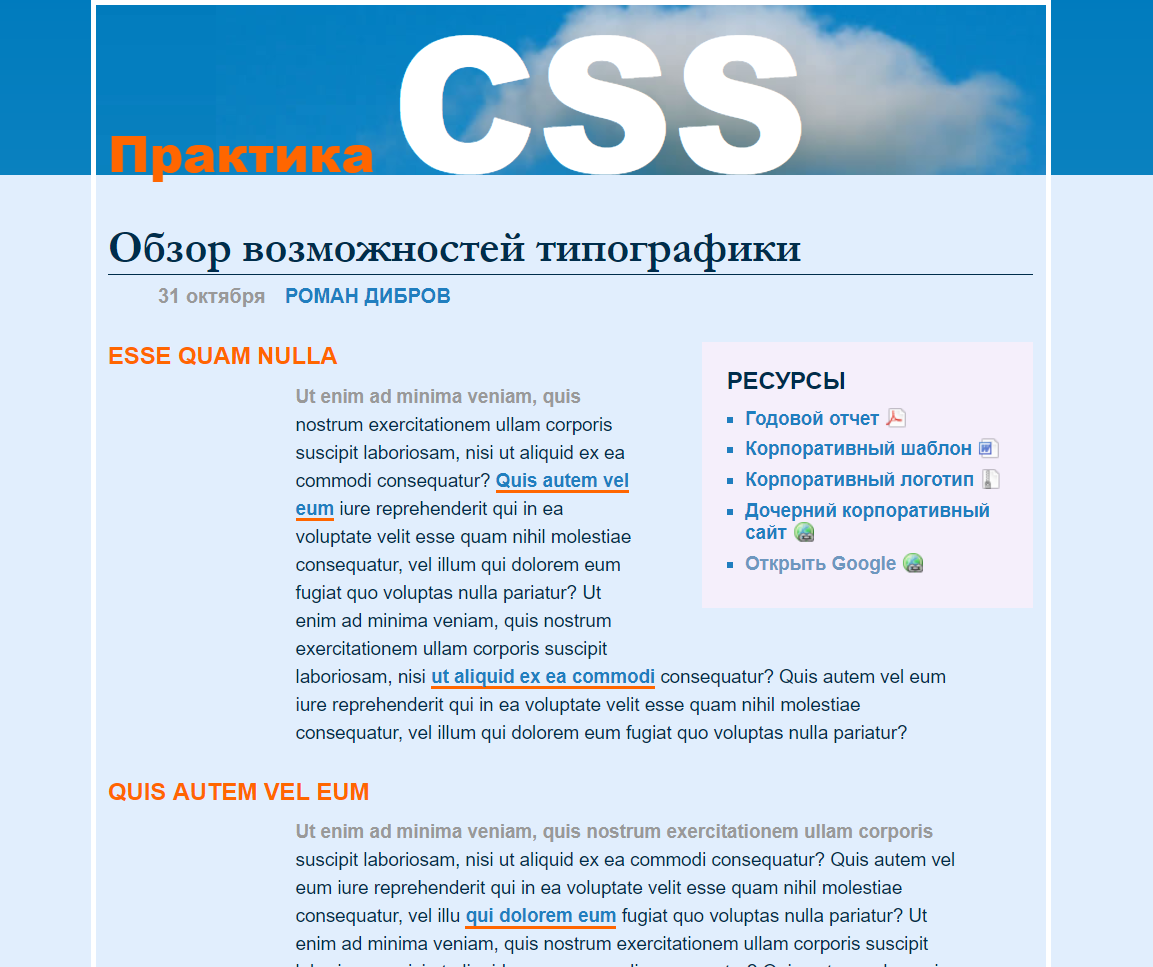 Практика CSS
Обзор возможностей типографики
31 октября РОМАН ДИБРОВ
ESSE QUAM NULLA
Ut enim ad minima veniam, quis
nostrum exercitationem ullam corporis
suscipit laboriosam, nisi ut aliquid ex ea
commodi consequatur? Quis autem vel
eum iure reprehenderit qui in ea
voluptate velit esse quam nihil molestiae
consequatur, vel illum qui dolorem eum
fugiat quo voluptas nulla pariatur? Ut
enim ad minima veniam, quis nostrum
exercitationem ullam corporis suscipit
laboriosam, nisi ut aliquid ex ea commodi consequatur? Quis autem vel eum
iure reprehenderit qui in ea voluptate velit esse quam nihil molestiae
consequatur, vel illum qui dolorem eum fugiat quo voluptas nulla pariatur?
РЕСУРСЫ
Годовой отчет
Корпоративный шаблон
Корпоративный логотип
Дочерний корпоративный
сайт
Открыть Google
QUIS AUTEM VEL EUM
Ut enim ad minima veniam, quis nostrum exercitationem ullam corporis
suscipit laboriosam, nisi ut aliquid ex ea commodi consequatur? Quis autem vel
eum iure reprehenderit qui in ea voluptate velit esse quam nihil molestiae
consequatur, vel illu qui dolorem eum fugiat quo voluptas nulla pariatur? Ut
enim ad minima veniam, quis nostrum exercitationem ullam corporis suscipit